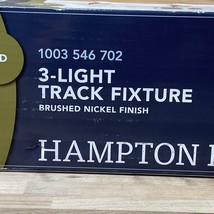 D
1003 546 702
3-LIGHT
TRACK FIXTURE
BRUSHED NICKEL FINISH
HAMPTON